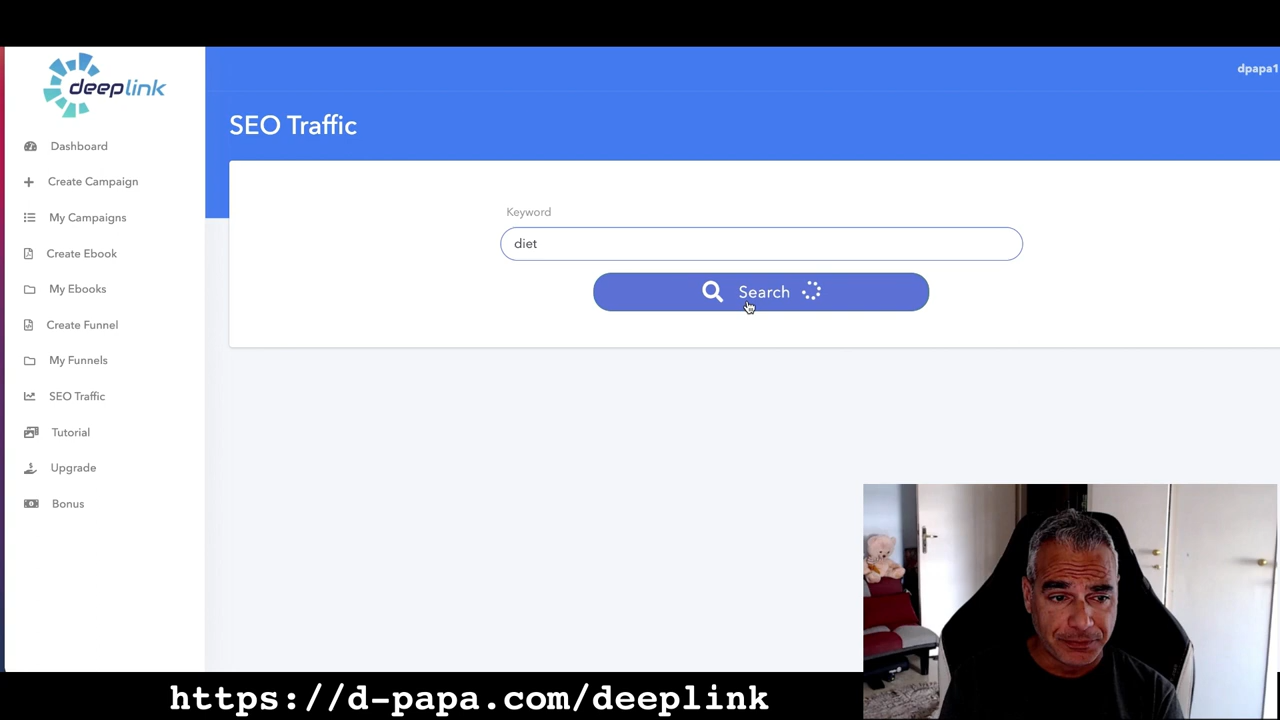 deeplink
dpapa1
Dashboard
Create Campaign
My Campaigns
Create Ebook
My Ebooks
Create Funnel
My Funnels
SEO Traffic
Tutorial
Upgrade
Bonus
SEO Traffic
Keyword
diet
Search
https://d-papa.com/deeplink